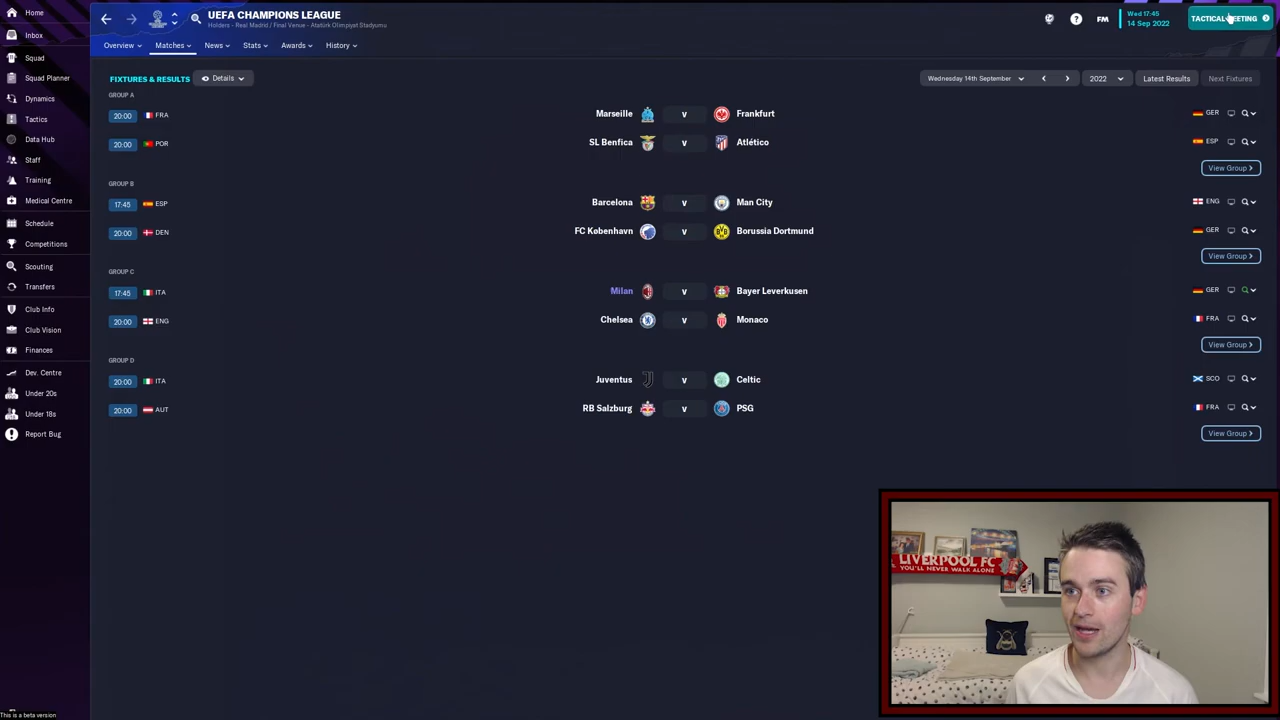 Home
Inbox
Squad
Squad Planner
Dynamics
Tactics
Data Hub
Staff
Training
Medical Centre
Schedule
Competitions
Scouting
Transfers
Club Info
Club Vision
Finances
Dev. Centre
Under 20s
Under 18s
Report Bug
This is a beta version
UEFA CHAMPIONS LEAGUE
Holders - Real Madrid / Final Venue - Atatürk Olimpiyat Stadyumu
FM
Wed 17:45
14 Sep 2022
TACTICAL MEETING
Overview Matches News Stats Awards History
FIXTURES & RESULTS Details Wednesday 14th September 2022 Latest Results Next Fixtures
GROUP A
20:00 FRA Marseille v Frankfurt GER
20:00 POR SL Benfica v Atlético ESP
View Group
GROUP B
17:45 ESP Barcelona v Man City ENG
20:00 DEN FC København v Borussia Dortmund GER
View Group
GROUP C
17:45 ITA Milan v Bayer Leverkusen GER
20:00 ENG Chelsea v Monaco FRA
View Group
GROUP D
20:00 ITA Juventus v Celtic SCO
20:00 AUT RB Salzburg v PSG FRA
View Group
LIVERPOOL FC
YOU'LL NEVER WALK ALONE